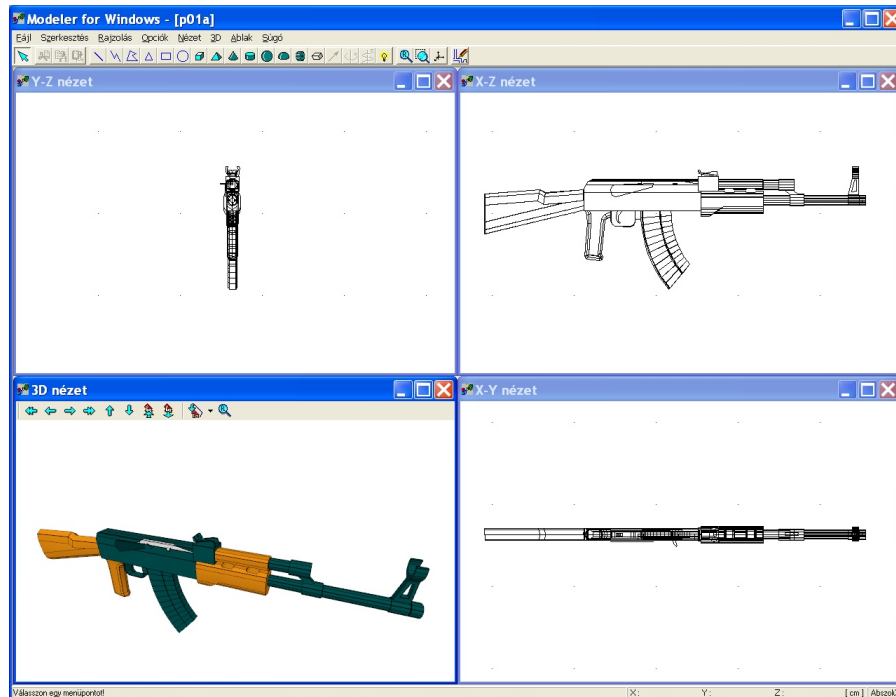 Modeler for Windows - [p01a]
Fájl Szerkesztés Rajzolás Opciók Nézet 3D Ablak Súgó
Y-Z nézet
X-Z nézet
3D nézet
X-Y nézet
Válasszon egy menüpontot! X: Y: Z: [cm] Abszol